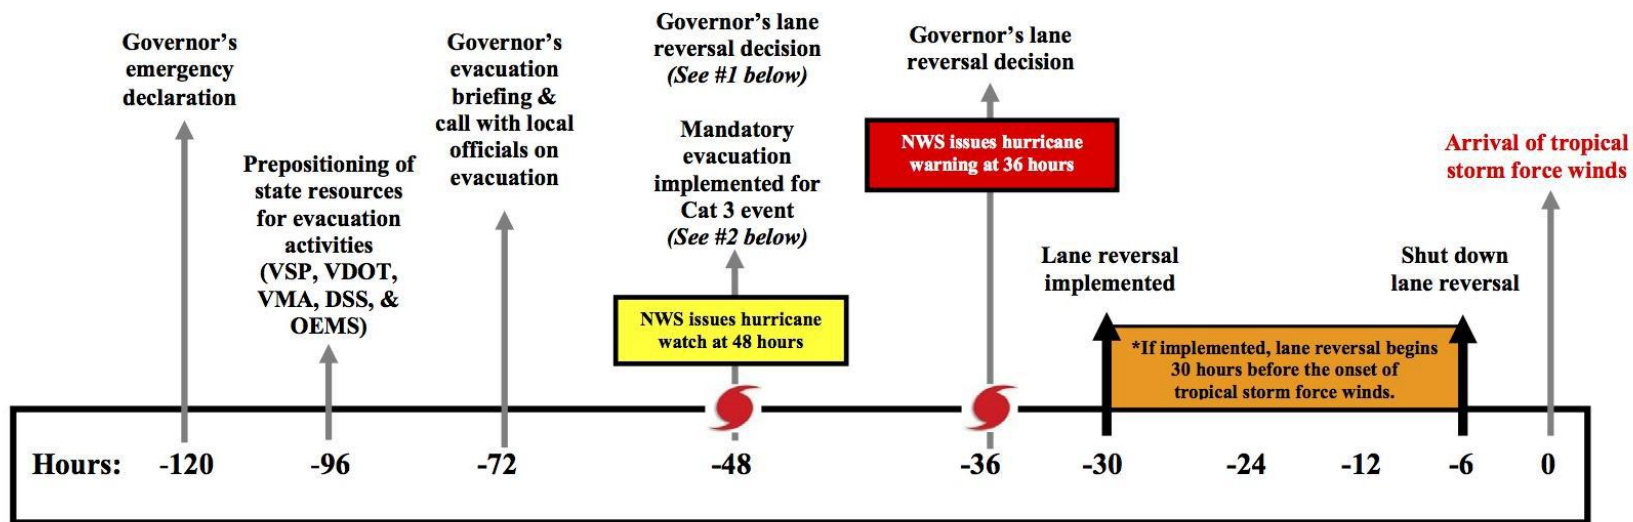 Governor's
emergency
declaration
Prepositioning of
state resources
for evacuation
activities
(VSP, VDOT,
VMA, DSS, &
OEMS)
Governor's
evacuation
briefing &
call with local
officials on
evacuation
Governor's lane
reversal decision
(See #1 below)
Mandatory
evacuation
implemented for
Cat 3 event
(See #2 below)
NWS issues hurricane
watch at 48 hours
Governor's lane
reversal decision
NWS issues hurricane
warning at 36 hours
Lane reversal
implemented
*If implemented, lane reversal begins
30 hours before the onset of
tropical storm force winds.
Shut down
lane reversal
Arrival of tropical
storm force winds
Hours: -120 -96 -72 -48 -36 -30 -24 -12 -6 0